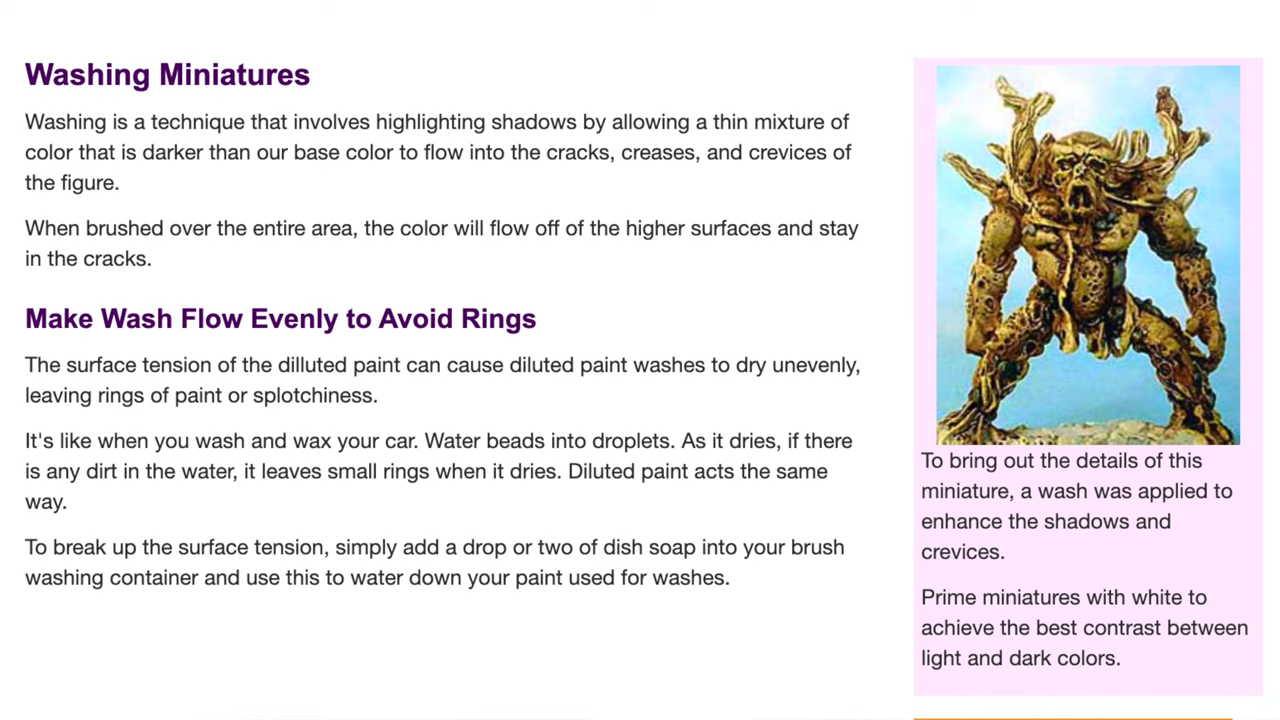 Washing Miniatures
Washing is a technique that involves highlighting shadows by allowing a thin mixture of
color that is darker than our base color to flow into the cracks, creases, and crevices of
the figure.
When brushed over the entire area, the color will flow off of the higher surfaces and stay
in the cracks.
Make Wash Flow Evenly to Avoid Rings
The surface tension of the dilluted paint can cause diluted paint washes to dry unevenly,
leaving rings of paint or splotchiness.
It's like when you wash and wax your car. Water beads into droplets. As it dries, if there
is any dirt in the water, it leaves small rings when it dries. Diluted paint acts the same
way.
To break up the surface tension, simply add a drop or two of dish soap into your brush
washing container and use this to water down your paint used for washes.
To bring out the details of this
miniature, a wash was applied to
enhance the shadows and
crevices.
Prime miniatures with white to
achieve the best contrast between
light and dark colors.